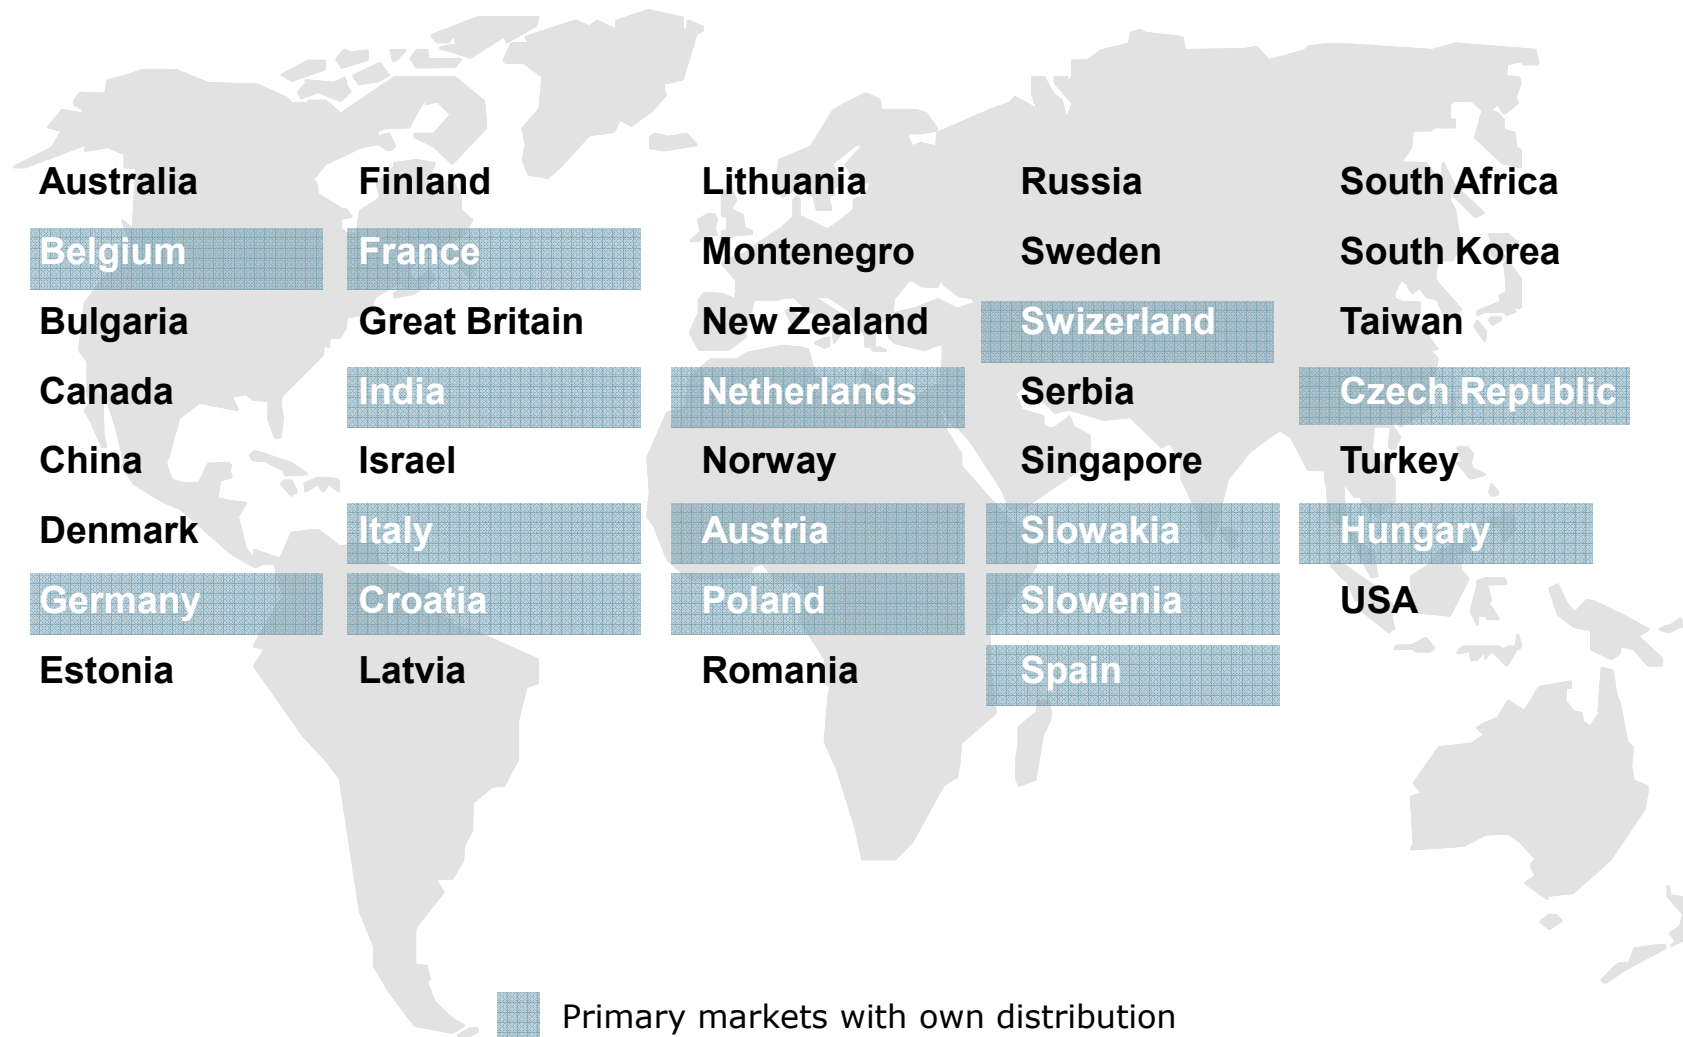 Australia Finland Lithuania Russia South Africa
Belgium France Montenegro Sweden South Korea
Bulgaria Great Britain New Zealand Swizerland Taiwan
Canada India Netherlands Serbia Czech Republic
China Israel Norway Singapore Turkey
Denmark Italy Austria Slowakia Hungary
Germany Croatia Poland Slowenia USA
Estonia Latvia Romania Spain
Primary markets with own distribution